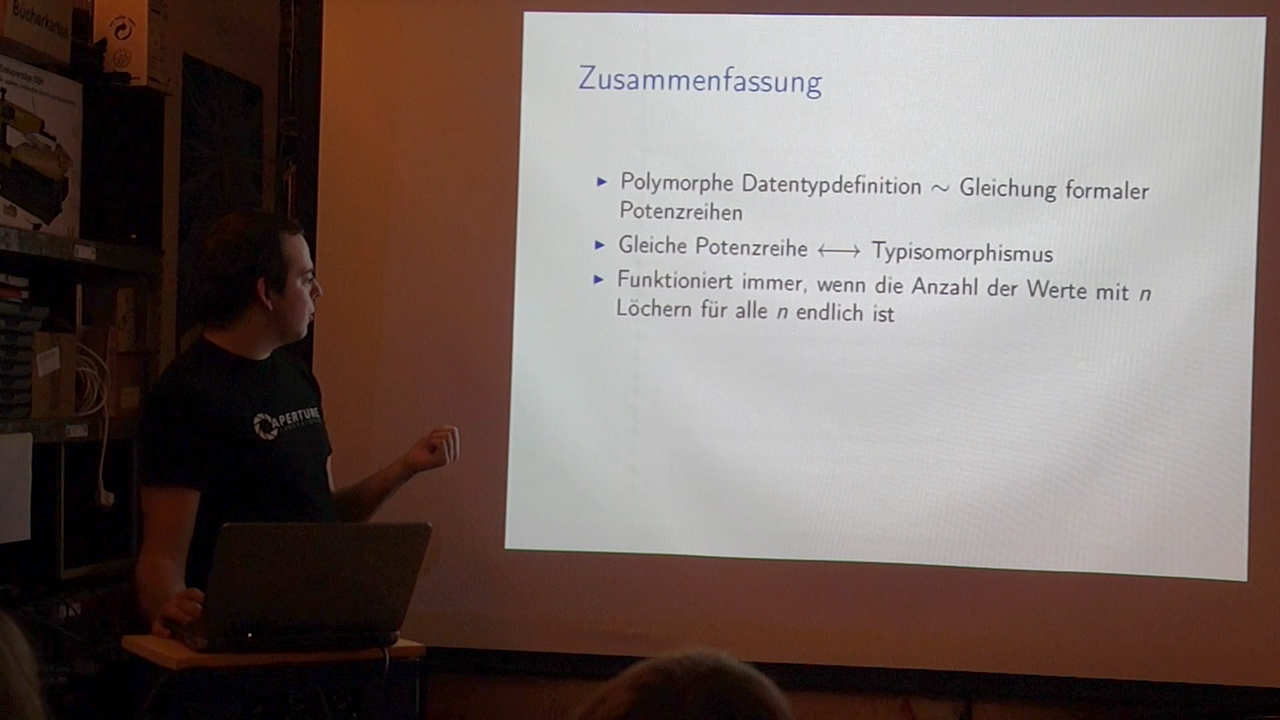 Bücherkarton
Zusammenfassung
▶ Polymorphe Datentypdefinition ∼ Gleichung formaler
Potenzreihen
▶ Gleiche Potenzreihe ⟷ Typisomorphismus
▶ Funktioniert immer, wenn die Anzahl der Werte mit n
Löchern für alle n endlich ist
APERTURE